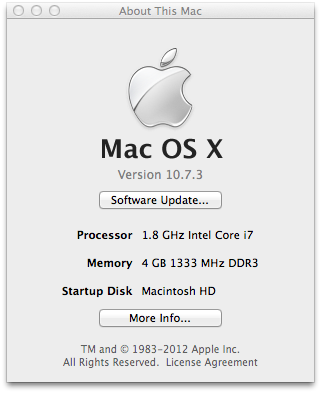 About This Mac
Mac OS X
Version 10.7.3
Software Update...
Processor 1.8 GHz Intel Core i7
Memory 4 GB 1333 MHz DDR3
Startup Disk Macintosh HD
More Info...
TM and © 1983-2012 Apple Inc.
All Rights Reserved. License Agreement